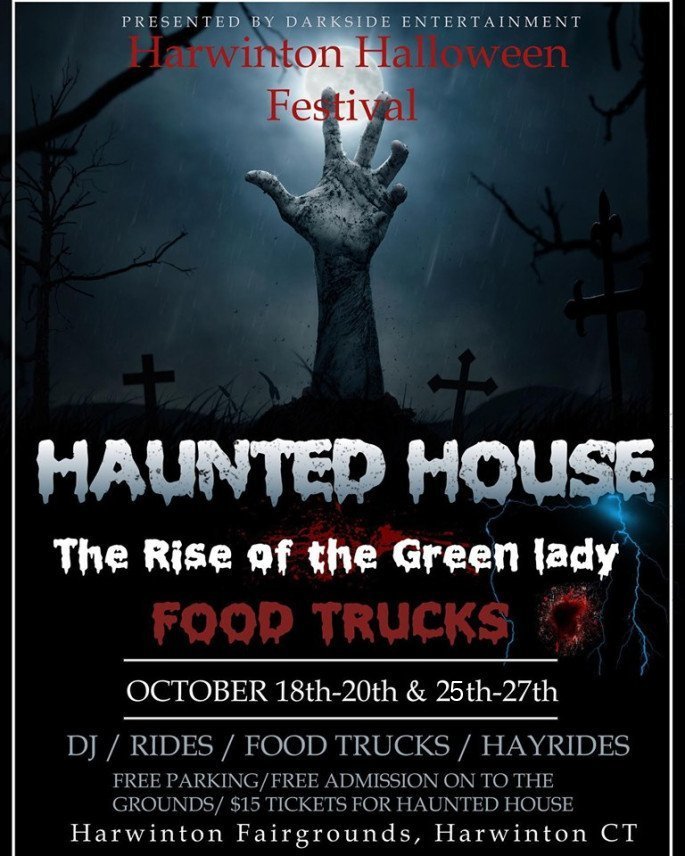 PRESENTED BY DARKSIDE ENTERTAINMENT
Harwinton Halloween
Festival
HAUNTED HOUSE
The Rise of the Green lady
FOOD TRUCKS
OCTOBER 18th-20th & 25th-27th
DJ / RIDES / FOOD TRUCKS / HAYRIDES
FREE PARKING/FREE ADMISSION ON TO THE
GROUNDS/ $15 TICKETS FOR HAUNTED HOUSE
Harwinton Fairgrounds, Harwinton CT